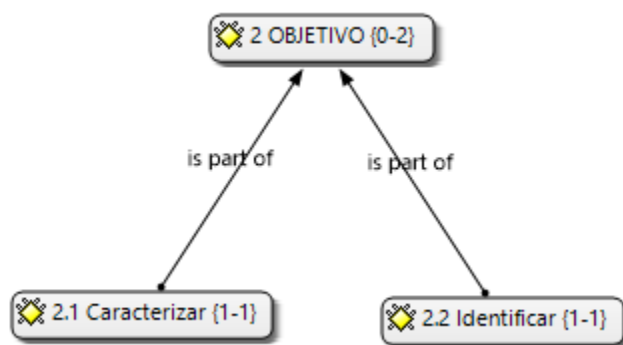 2 OBJETIVO {0-2}
is part of
is part of
2.1 Caracterizar {1-1}
2.2 Identificar {1-1}